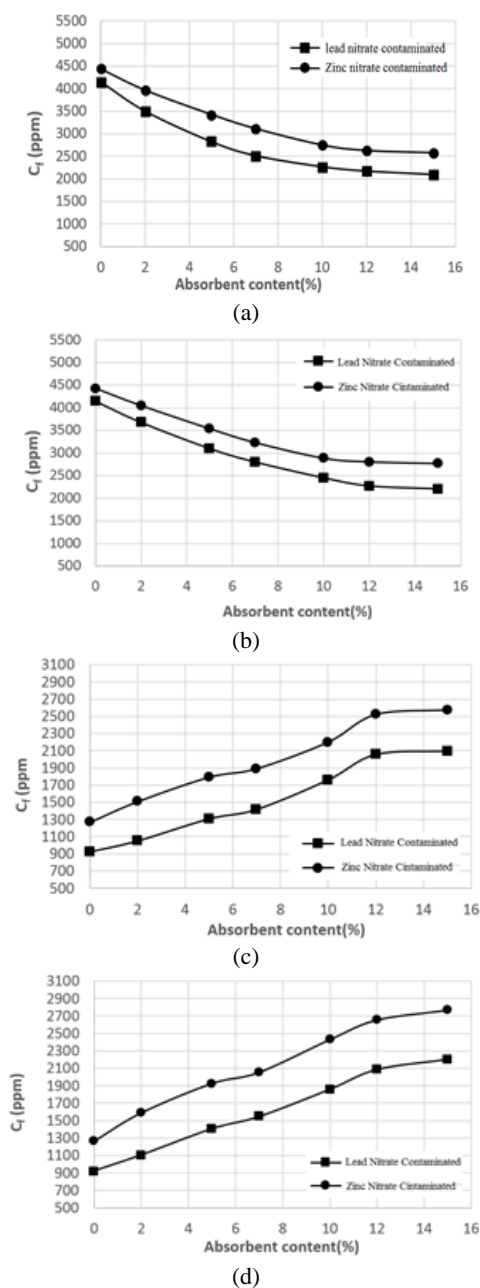 5500
5000
4500
4000
3500
3000
2500
2000
1500
1000
500
C_f (ppm)
lead nitrate contaminated
Zinc nitrate contaminated
0 2 4 6 8 10 12 14 16
Absorbent content(%)
(a)
5500
5000
4500
4000
3500
3000
2500
2000
1500
1000
500
C_f (ppm)
Lead Nitrate Contaminated
Zinc Nitrate Cintaminated
0 2 4 6 8 10 12 14 16
Absorbent content(%)
(b)
3100
2900
2700
2500
2300
2100
1900
1700
1500
1300
1100
900
700
500
C_f (ppm
Lead Nitrate Contaminated
Zinc Nitrate Cintaminated
0 2 4 6 8 10 12 14 16
Absorbent content(%)
(c)
3100
2900
2700
2500
2300
2100
1900
1700
1500
1300
1100
900
700
500
C_f (ppm)
Lead Nitrate Contaminated
Zinc Nitrate Cintaminated
0 2 4 6 8 10 12 14 16
Absorbent content(%)
(d)